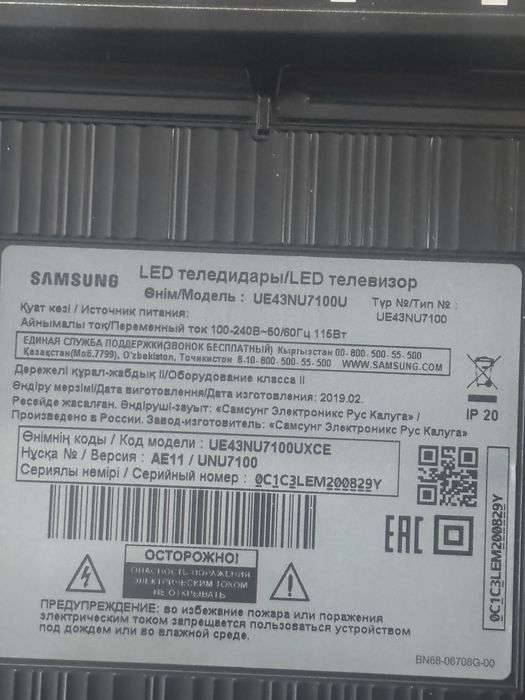 SAMSUNG
LED теледидары/LED телевизор
Өнім/Модель : UE43NU7100U
Түр №/Тип № :
UE43NU7100
Қуат көзі / Источник питания:
Айнымалы ток/Переменный ток 100-240В~50/60Гц 115Вт
ЕДИНАЯ СЛУЖБА ПОДДЕРЖКИ(ЗВОНОК БЕСПЛАТНЫЙ) Кыргызстан 00-800-500-55-500
Қазақстан(Моб.7799), O'zbekiston, Точикистон 8-10-800-500-55-500 WWW.SAMSUNG.COM
Дережелі құрал-жабдық II/Оборудование класса II
Өндіру мерзімі/Дата изготовления/Дата изготовления: 2019.02.
Ресейде жасалған. Өндіруші-зауыт: «Самсунг Электроникс Рус Калуга» /
Произведено в России. Завод-изготовитель: «Самсунг Электроникс Рус Калуга»
IP 20
Өнімнің коды / Код модели : UE43NU7100UXCE
Нұсқа № / Версия : AE11 / UNU7100
Сериялы немірі / Серийный номер : 0C1C3LEM200829Y
EAC
0C1C3LEM200829Y
ОСТОРОЖНО!
ОПАСНОСТЬ ПОРАЖЕНИЯ
ЭЛЕКТРИЧЕСКИМ ТОКОМ
НЕ ОТКРЫВАТЬ
ПРЕДУПРЕЖДЕНИЕ: во избежание пожара или поражения
электрическим током запрещается пользоваться устройством
под дождем или во влажной среде.
BN68-06708G-00